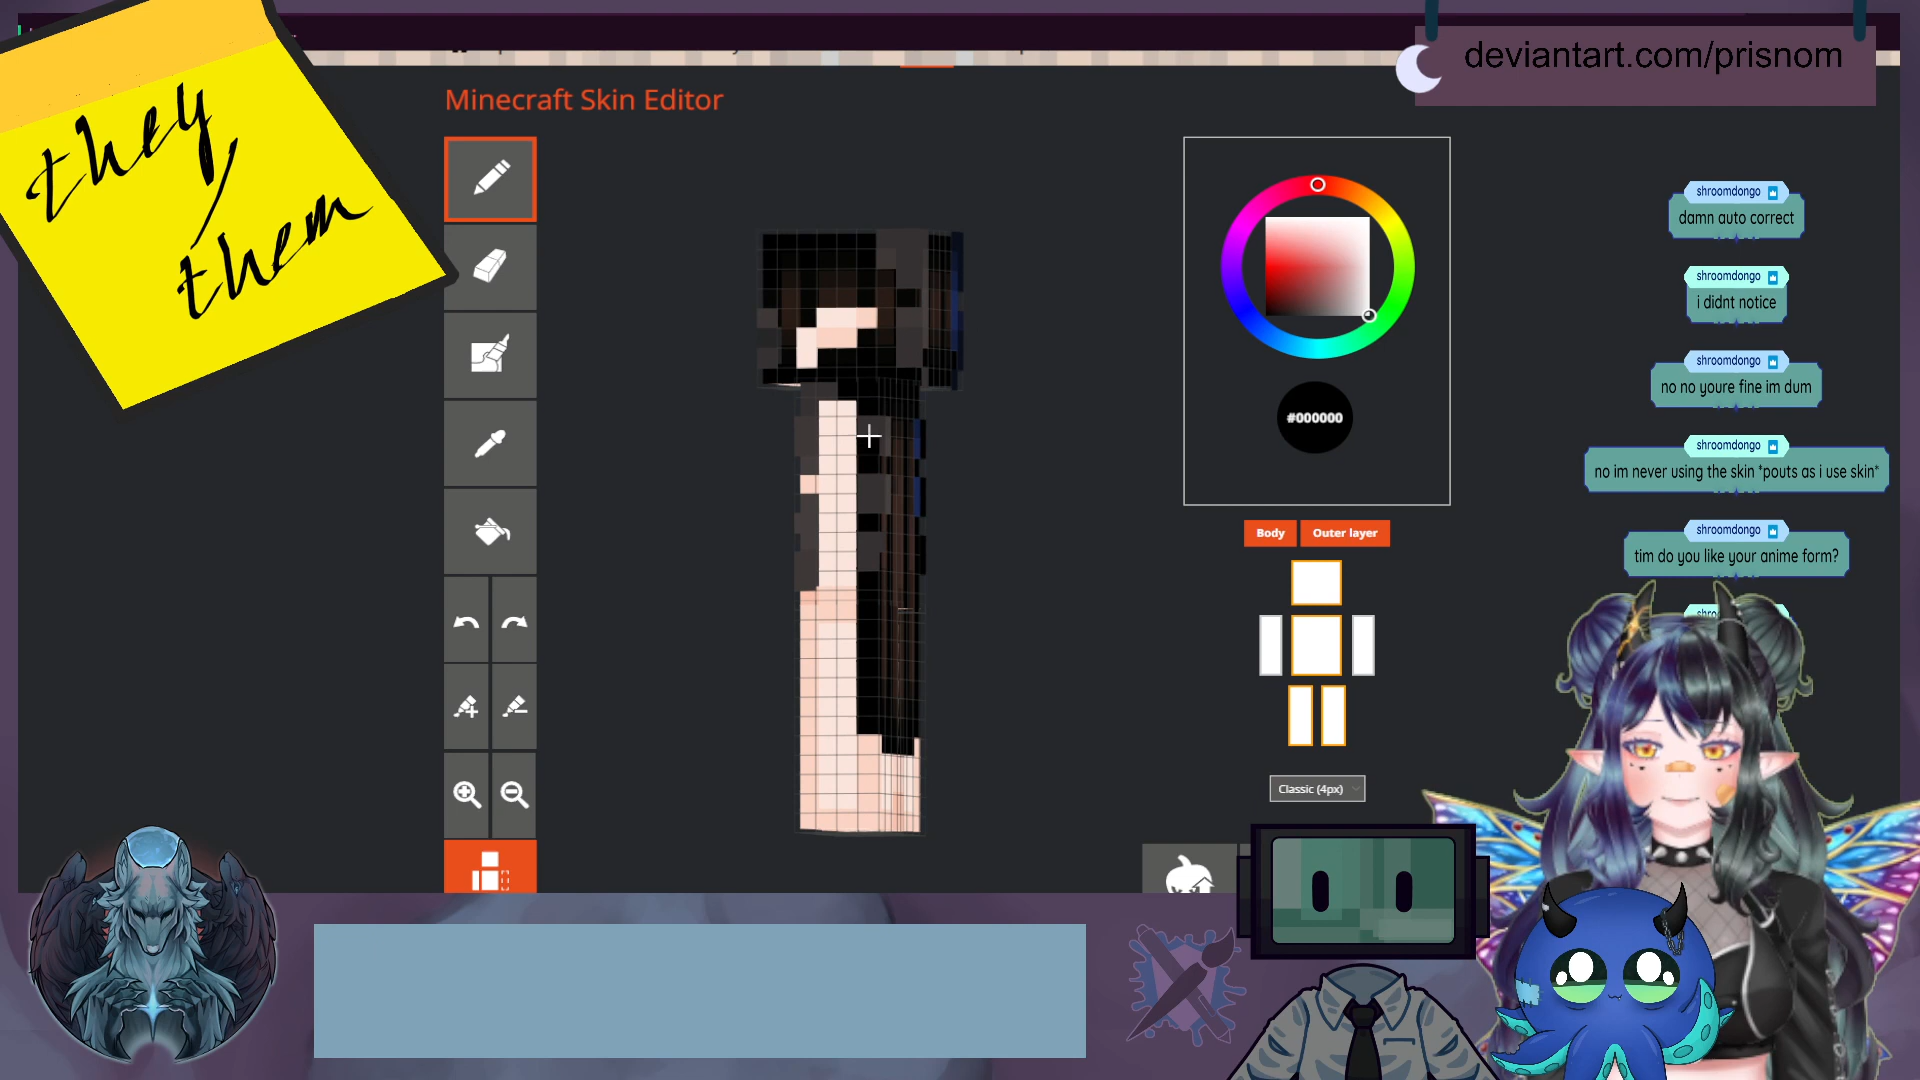 they
/
them
Minecraft Skin Editor
deviantart.com/prisnom
#000000
Body
Outer layer
Classic (4px)
shroomdongo
damn auto correct
shroomdongo
i didnt notice
shroomdongo
no no youre fine im dum
shroomdongo
no im never using the skin *pouts as i use skin*
shroomdongo
tim do you like your anime form?